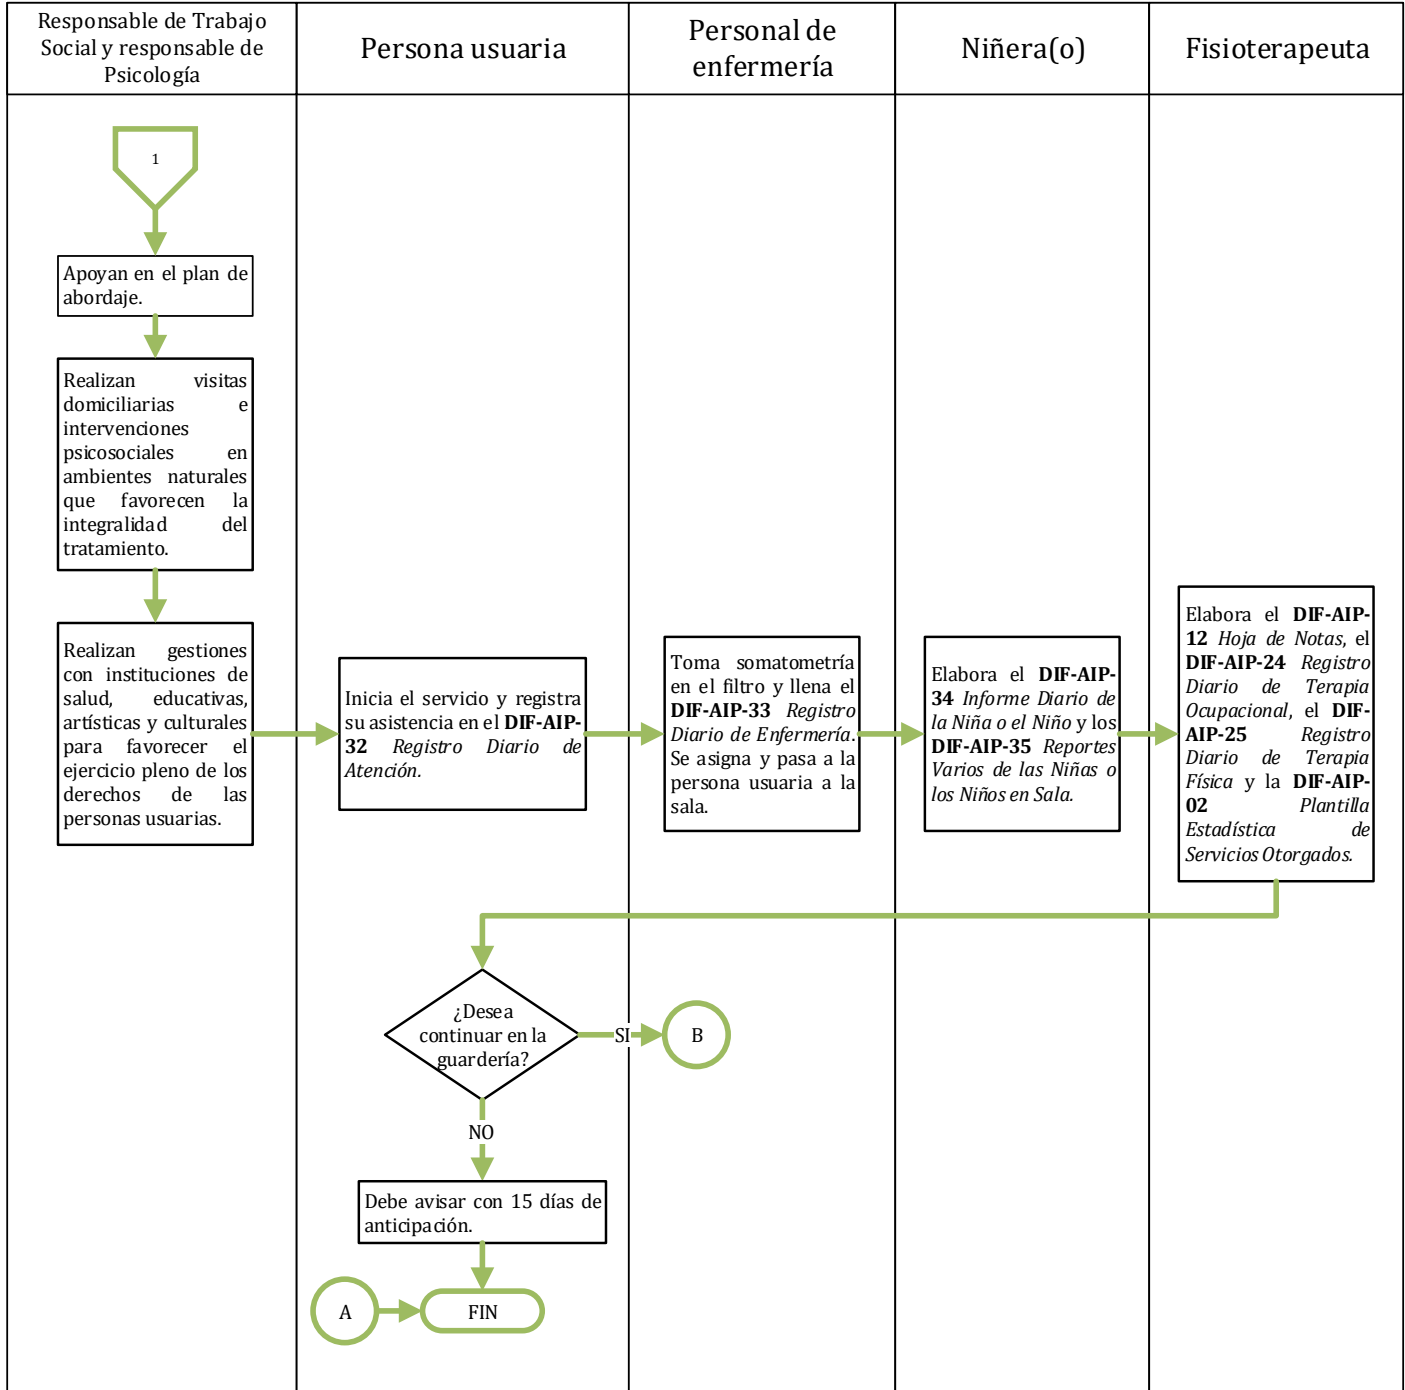 Responsable de Trabajo
Social y responsable de
Psicología
Persona usuaria
Personal de
enfermería
Niñera(o)
Fisioterapeuta
1
Apoyan en el plan de
abordaje.
Realizan visitas
domiciliarias e
intervenciones
psicosociales en
ambientes naturales
que favorecen la
integralidad del
tratamiento.
Realizan gestiones
con instituciones de
salud, educativas,
artísticas y culturales
para favorecer el
ejercicio pleno de los
derechos de las
personas usuarias.
Inicia el servicio y registra
su asistencia en el DIF-AIP-
32 Registro Diario de
Atención.
Toma somatometría
en el filtro y llena el
DIF-AIP-33 Registro
Diario de Enfermería.
Se asigna y pasa a la
persona usuaria a la
sala.
Elabora el DIF-AIP-
34 Informe Diario de
la Niña o el Niño y los
DIF-AIP-35 Reportes
Varios de las Niñas o
los Niños en Sala.
Elabora el DIF-AIP-
12 Hoja de Notas, el
DIF-AIP-24 Registro
Diario de Terapia
Ocupacional, el DIF-
AIP-25 Registro
Diario de Terapia
Física y la DIF-AIP-
02 Plantilla
Estadística de
Servicios Otorgados.
¿Desea
continuar en la
guardería?
SI
B
NO
Debe avisar con 15 días de
anticipación.
A
FIN